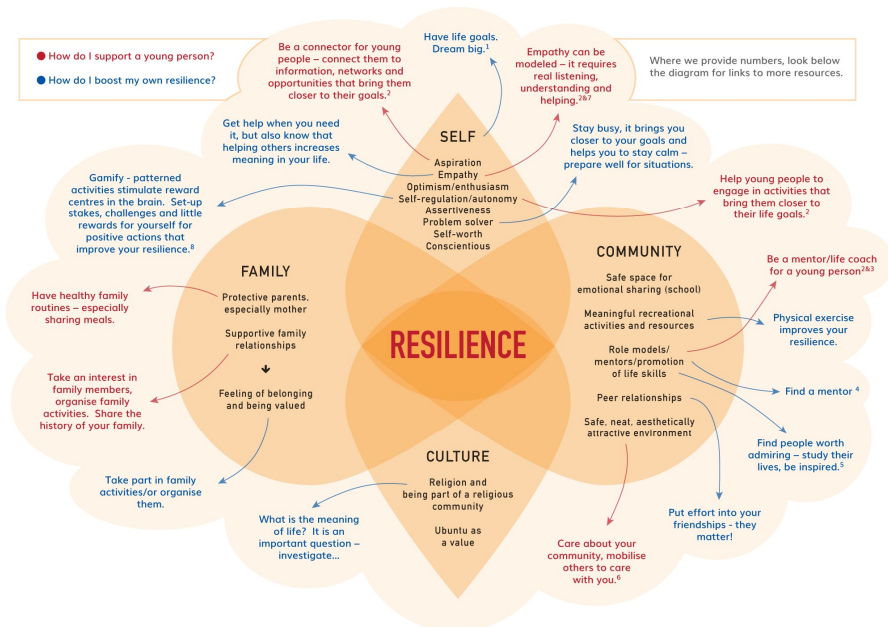 How do I support a young person?
How do I boost my own resilience?
Where we provide numbers, look below
the diagram for links to more resources.
Be a connector for young
people – connect them to
information, networks and
opportunities that bring them
closer to their goals.2
Have life goals.
Dream big.1
Empathy can be
modeled – it requires
real listening,
understanding and
helping.2&7
Get help when you need
it, but also know that
helping others increases
meaning in your life.
Stay busy, it brings you
closer to your goals and
helps you to stay calm –
prepare well for situations.
Gamify - patterned
activities stimulate reward
centres in the brain. Set-up
stakes, challenges and little
rewards for yourself for
positive actions that
improve your resilience.8
Help young people to
engage in activities that
bring them closer to
their life goals.2
SELF
Aspiration
Empathy
Optimism/enthusiasm
Self-regulation/autonomy
Assertiveness
Problem solver
Self-worth
Conscientious
FAMILY
Protective parents,
especially mother
Supportive family
relationships
Feeling of belonging
and being valued
COMMUNITY
Safe space for
emotional sharing (school)
Meaningful recreational
activities and resources
Role models/
mentors/promotion
of life skills
Peer relationships
Safe, neat, aesthetically
attractive environment
RESILIENCE
CULTURE
Religion and
being part of a religious
community
Ubuntu as
a value
Have healthy family
routines – especially
sharing meals.
Take an interest in
family members,
organise family
activities. Share the
history of your family.
Take part in family
activities/or organise
them.
What is the meaning
of life? It is an
important question –
investigate...
Be a mentor/life coach
for a young person2&3
Physical exercise
improves your
resilience.
Find a mentor 4
Find people worth
admiring – study their
lives, be inspired.5
Put effort into your
friendships - they
matter!
Care about your
community, mobilise
others to care
with you.6